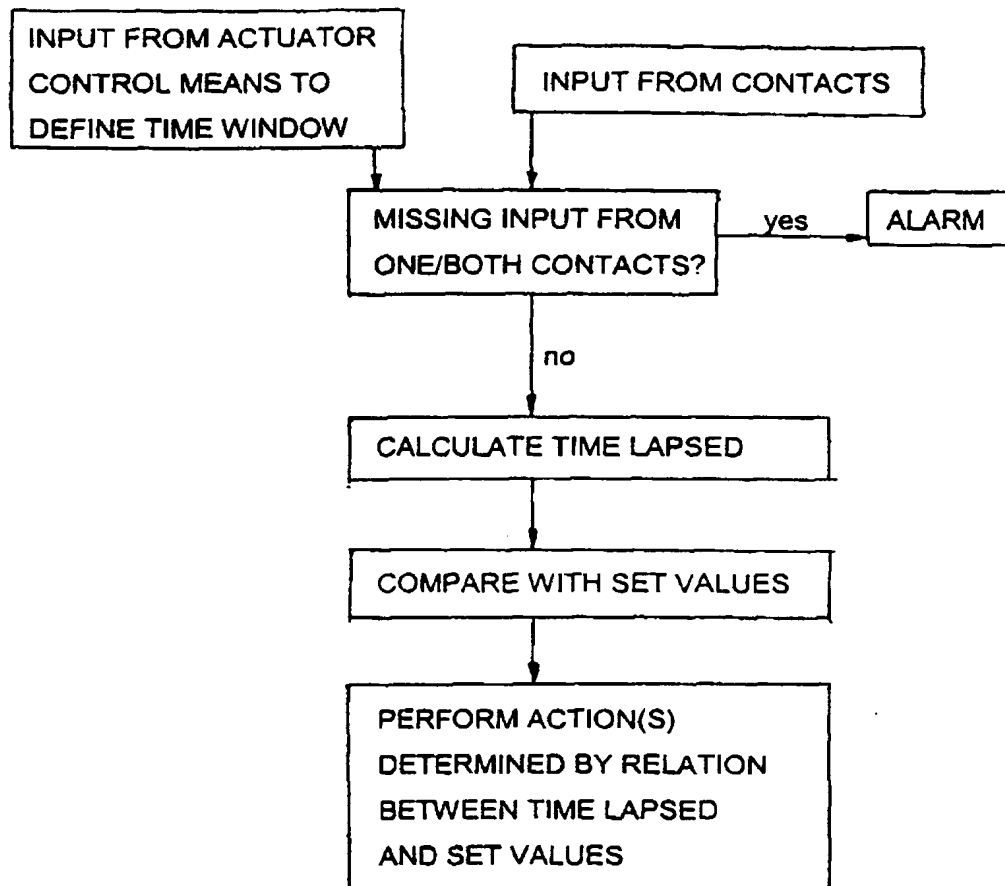 INPUT FROM ACTUATOR
CONTROL MEANS TO
DEFINE TIME WINDOW
INPUT FROM CONTACTS
MISSING INPUT FROM
ONE/BOTH CONTACTS?
yes
ALARM
no
CALCULATE TIME LAPSED
COMPARE WITH SET VALUES
PERFORM ACTION(S)
DETERMINED BY RELATION
BETWEEN TIME LAPSED
AND SET VALUES